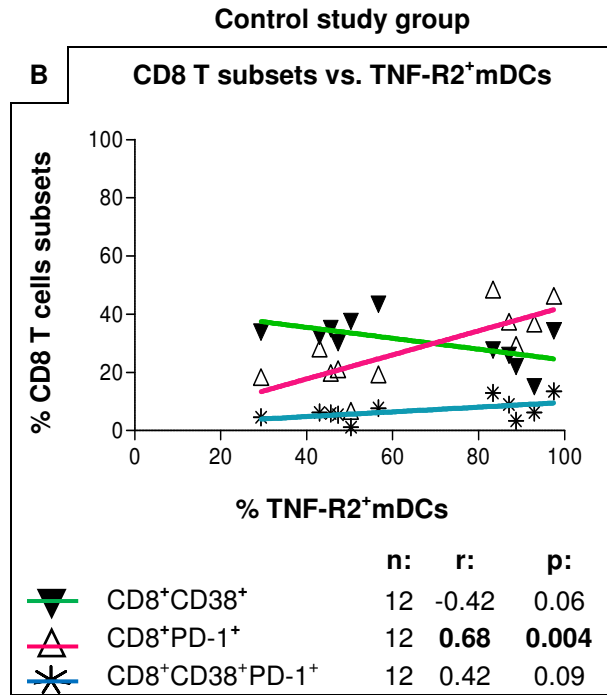 Control study group
B CD8 T subsets vs. TNF-R2⁺mDCs
100
80
60
40
20
0
% CD8 T cells subsets
0 20 40 60 80 100
% TNF-R2⁺mDCs
n: r: p:
CD8⁺CD38⁺ 12 -0.42 0.06
CD8⁺PD-1⁺ 12 0.68 0.004
CD8⁺CD38⁺PD-1⁺ 12 0.42 0.09